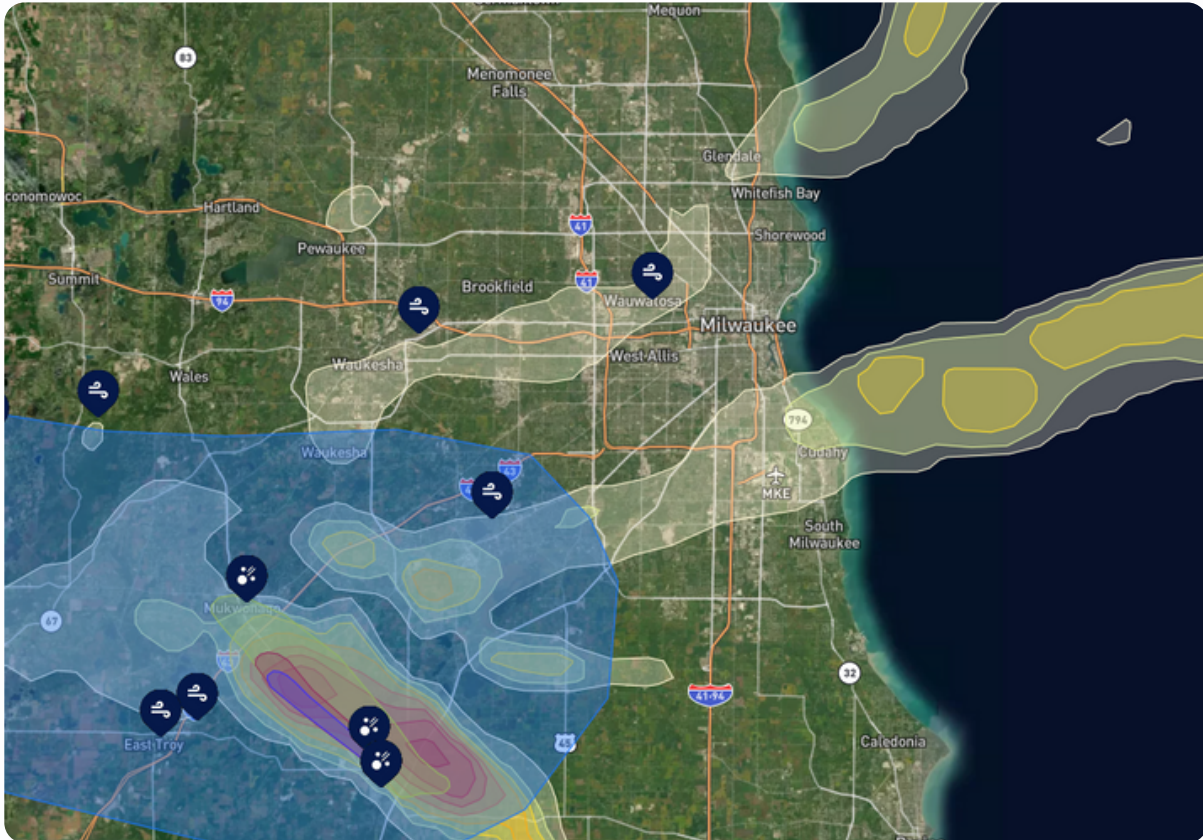 Mequon
83
Menomonee
Falls
Glendale
conomowoc
Whitefish Bay
Hartland
41
Shorewood
Pewaukee
Summit
41
Brookfield
94
Wauwatosa
Milwaukee
West Allis
Waukesha
Wales
794
Waukesha
Cudahy
43
MKE
South
Milwaukee
Mukwonago
67
43
32
41-94
East Troy
45
Caledonia